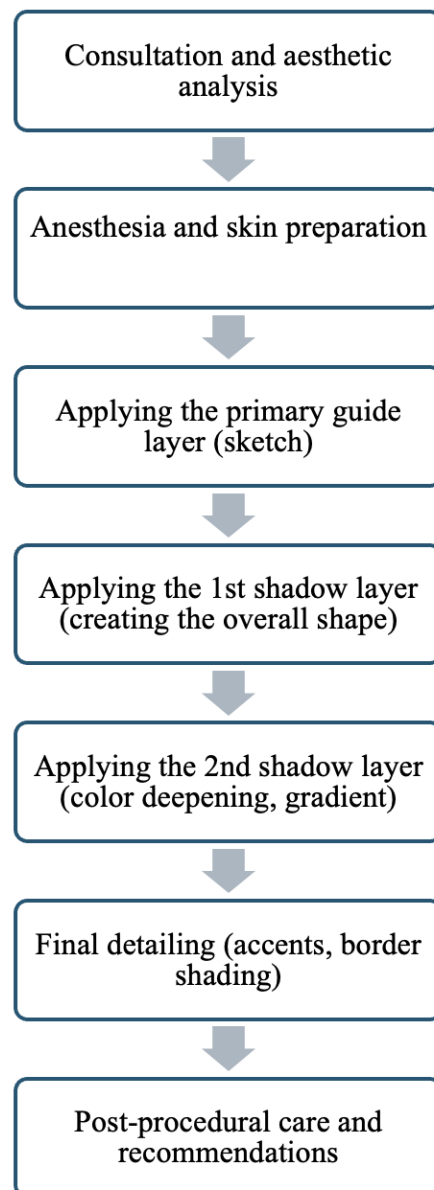 Consultation and aesthetic
analysis
Anesthesia and skin preparation
Applying the primary guide
layer (sketch)
Applying the 1st shadow layer
(creating the overall shape)
Applying the 2nd shadow layer
(color deepening, gradient)
Final detailing (accents, border
shading)
Post-procedural care and
recommendations